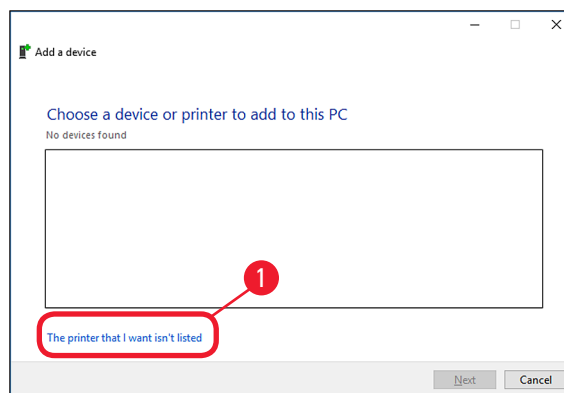 Add a device
Choose a device or printer to add to this PC
No devices found
1
The printer that I want isn't listed
Next
Cancel